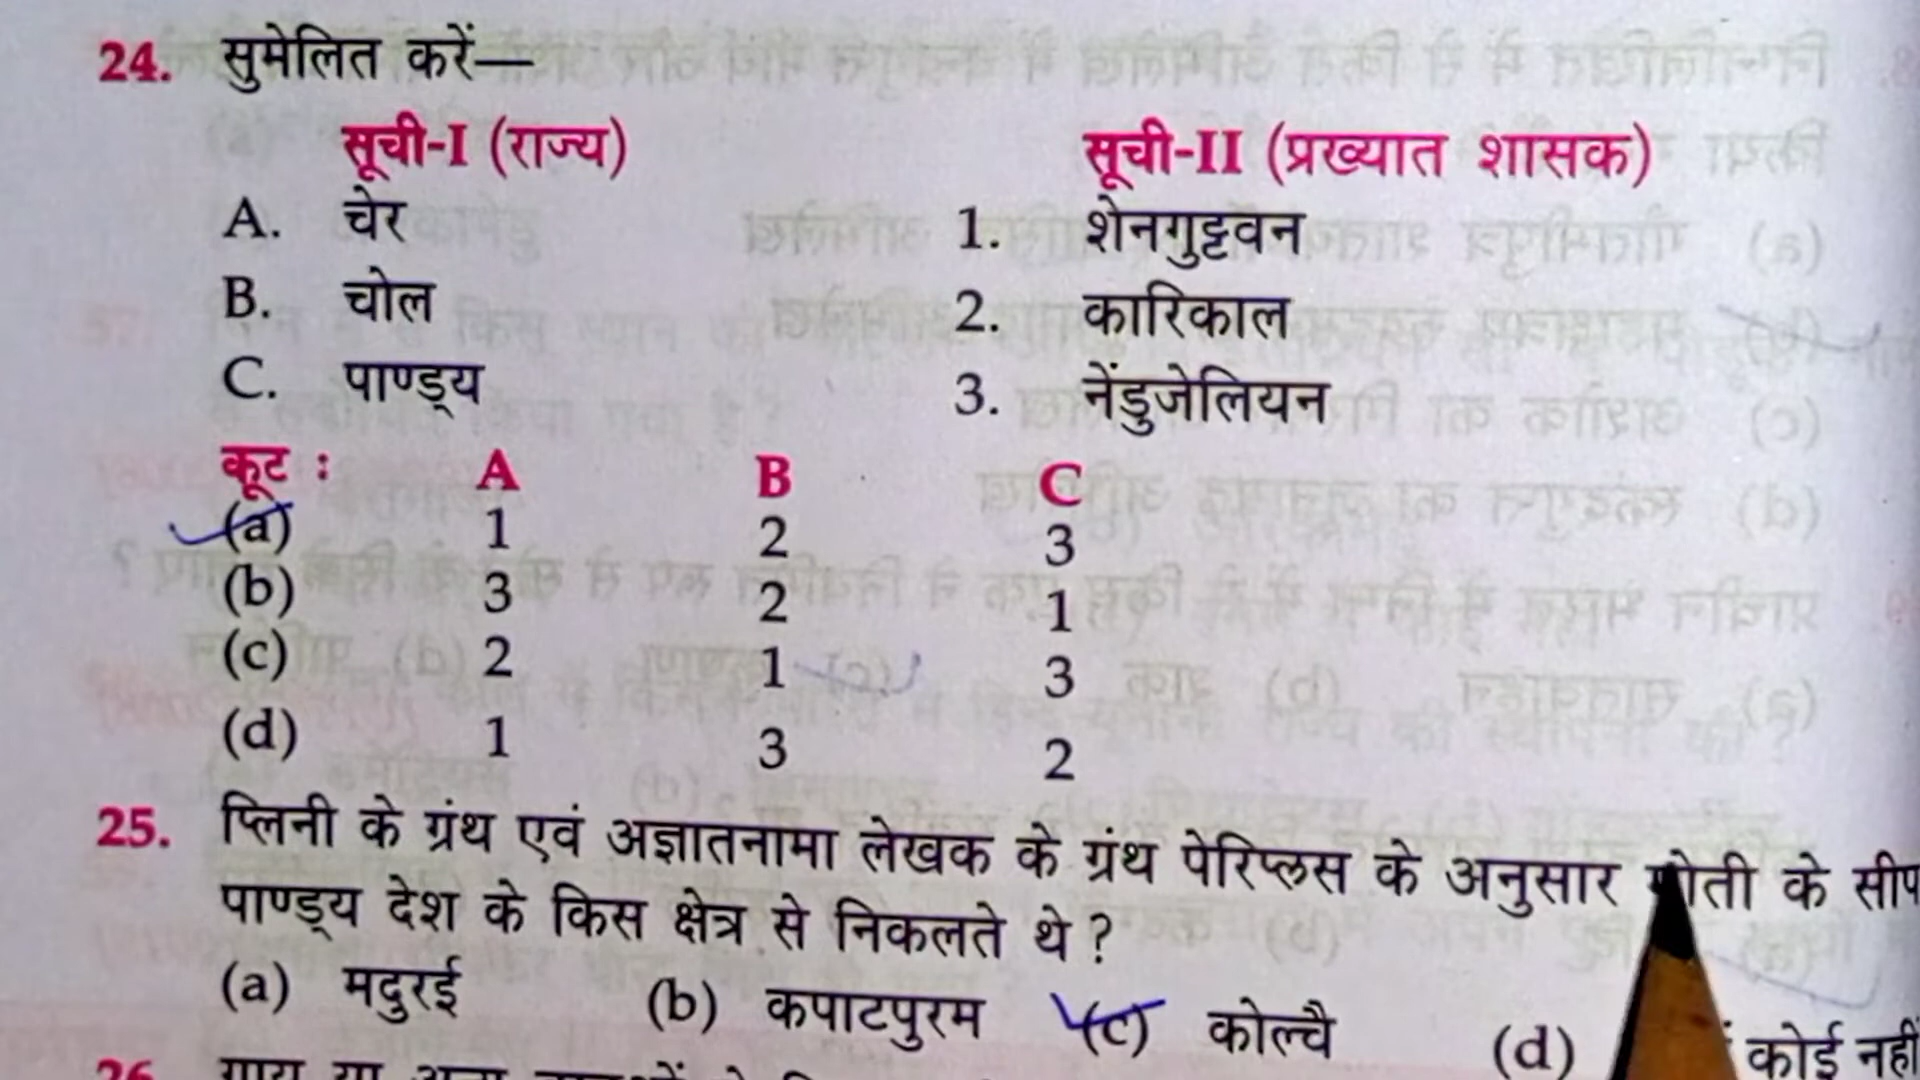 24. सुमेलित करें—
सूची-I (राज्य) सूची-II (प्रख्यात शासक)
A. चेर 1. शेनगुट्टवन
B. चोल 2. कारिकाल
C. पाण्ड्य 3. नेंडुजेलियन
कूट : A B C
(a) 1 2 3
(b) 3 2 1
(c) 2 1 3
(d) 1 3 2
25. प्लिनी के ग्रंथ एवं अज्ञातनामा लेखक के ग्रंथ पेरिप्लस के अनुसार मोती के सीप
पाण्ड्य देश के किस क्षेत्र से निकलते थे ?
(a) मदुरई (b) कपाटपुरम (c) कोल्चै (d) कोई नहीं
26.